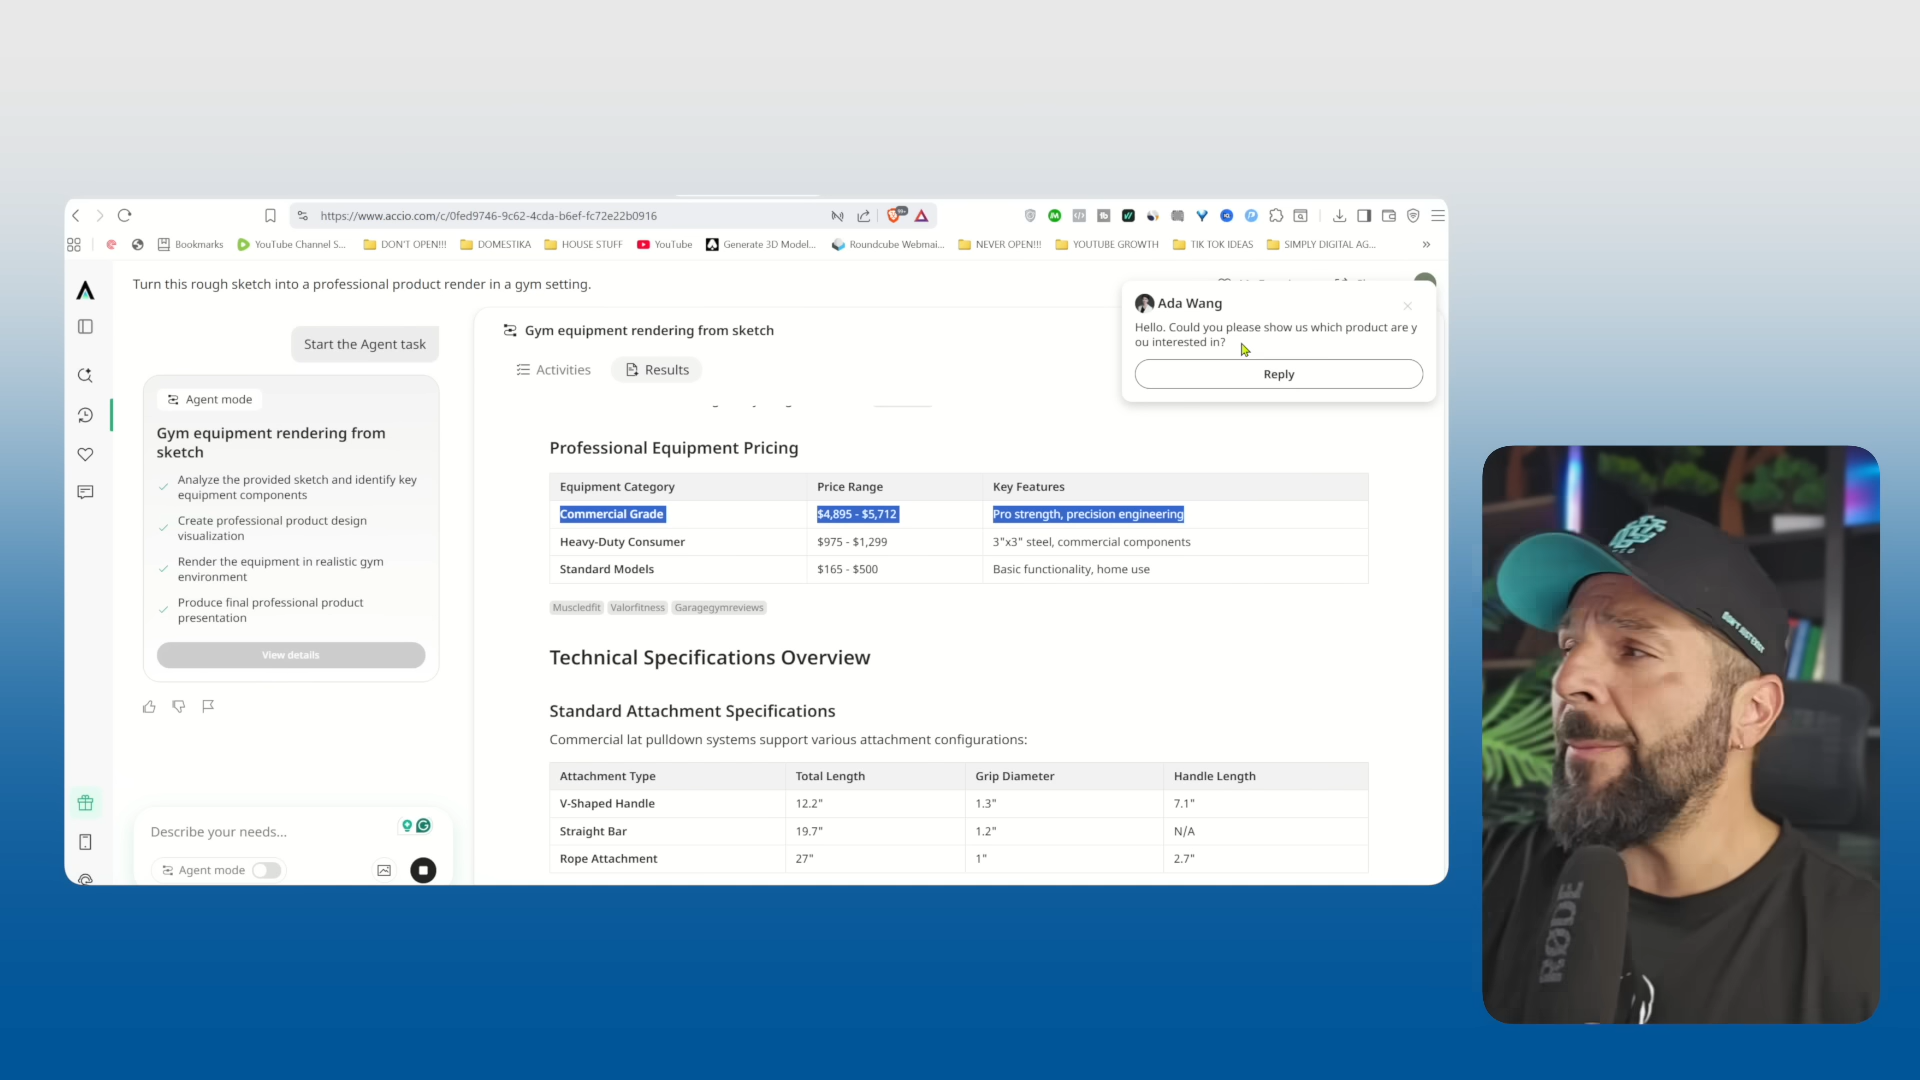 https://www.accio.com/c/0fed9746-9c62-4cda-b6ef-fc72e22b0916
99+
Bookmarks
YouTube Channel S...
DON'T OPEN!!!
DOMESTIKA
HOUSE STUFF
YouTube
Generate 3D Model...
Roundcube Webmai...
NEVER OPEN!!!
YOUTUBE GROWTH
TIK TOK IDEAS
SIMPLY DIGITAL AG...
Turn this rough sketch into a professional product render in a gym setting.
Ada Wang
Hello. Could you please show us which product are y
ou interested in?
Reply
Start the Agent task
Agent mode
Gym equipment rendering from
sketch
Analyze the provided sketch and identify key
equipment components
Create professional product design
visualization
Render the equipment in realistic gym
environment
Produce final professional product
presentation
View details
Describe your needs...
Agent mode
Gym equipment rendering from sketch
Activities
Results
Professional Equipment Pricing
Equipment Category Price Range Key Features
Commercial Grade $4,895 - $5,712 Pro strength, precision engineering
Heavy-Duty Consumer $975 - $1,299 3"x3" steel, commercial components
Standard Models $165 - $500 Basic functionality, home use
Muscledfit Valorfitness Garagegymreviews
Technical Specifications Overview
Standard Attachment Specifications
Commercial lat pulldown systems support various attachment configurations:
Attachment Type Total Length Grip Diameter Handle Length
V-Shaped Handle 12.2" 1.3" 7.1"
Straight Bar 19.7" 1.2" N/A
Rope Attachment 27" 1" 2.7"
RØDE